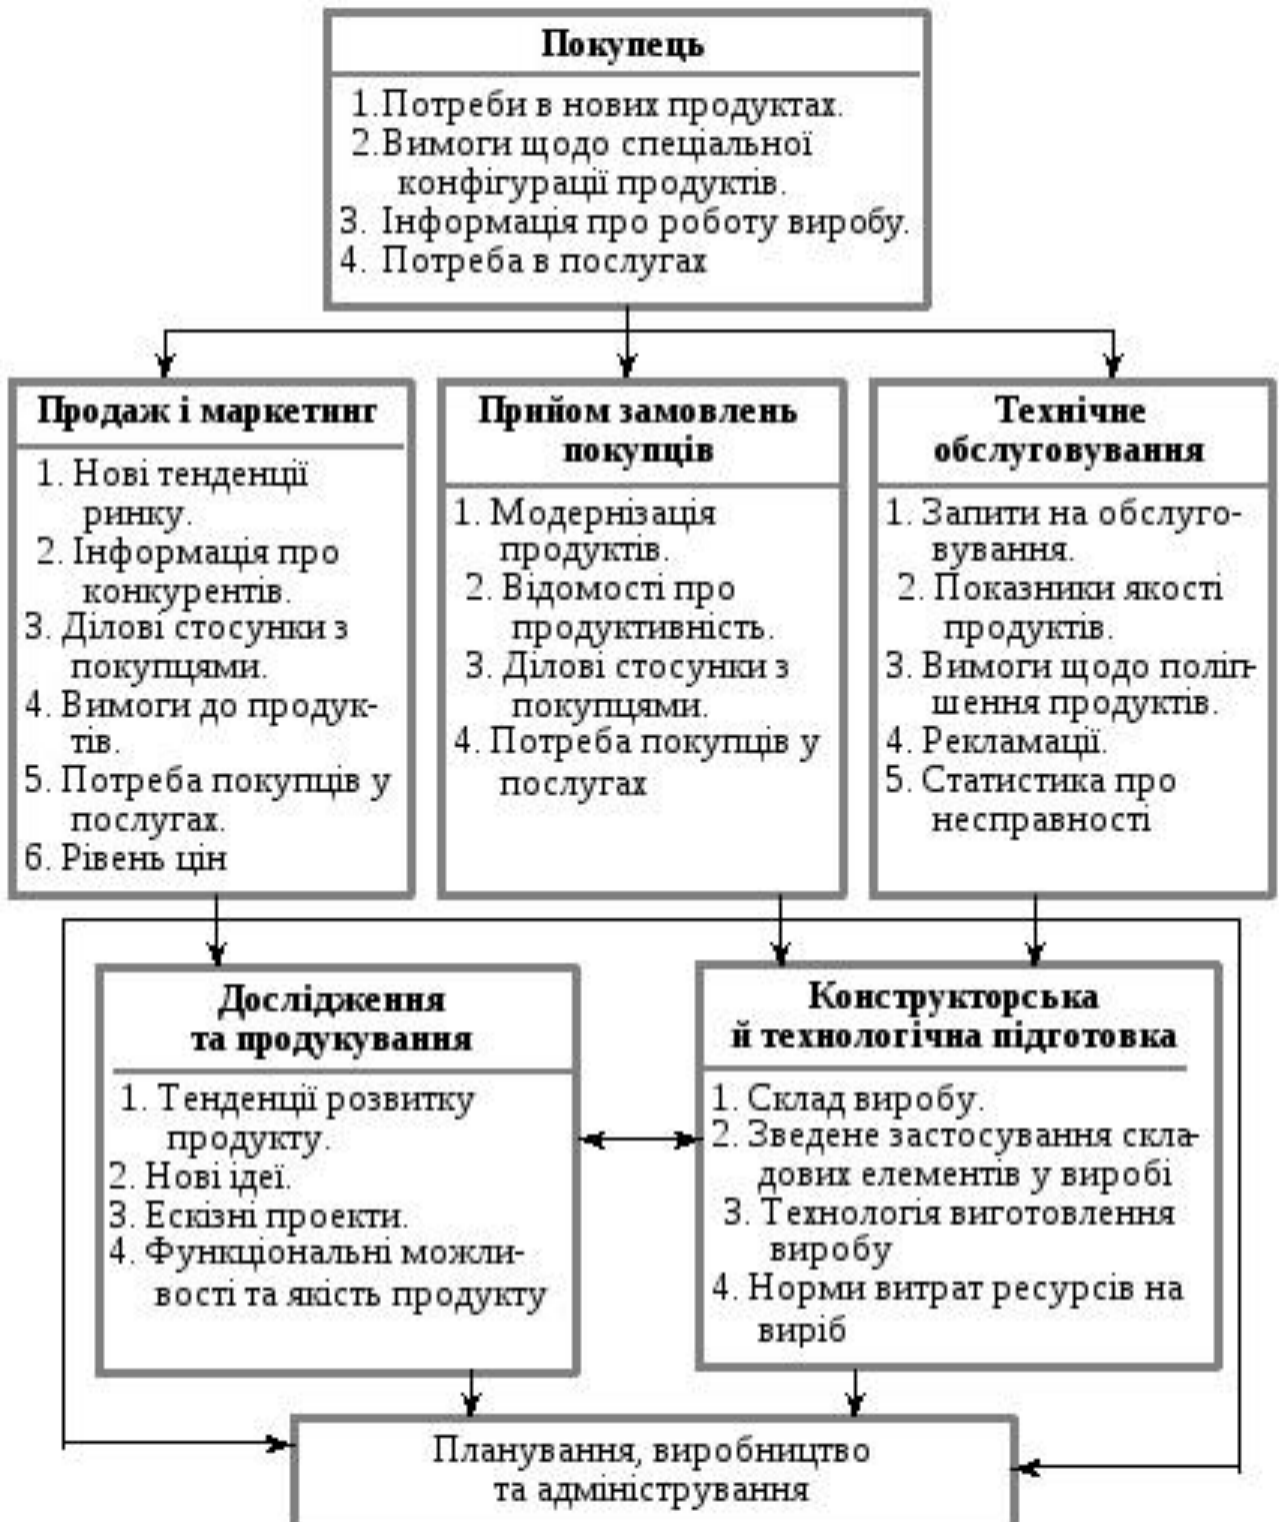 Покупець
1.Потреби в нових продуктах.
2.Вимоги щодо спеціальної
конфігурації продуктів.
3. Інформація про роботу виробу.
4. Потреба в послугах
Продаж і маркетинг
1. Нові тенденції
ринку.
2. Інформація про
конкурентів.
3. Ділові стосунки з
покупцями.
4. Вимоги до продук-
тів.
5. Потреба покупців у
послугах.
6. Рівень цін
Прийом замовлень
покупців
1. Модернізація
продуктів.
2. Відомості про
продуктивність.
3. Ділові стосунки з
покупцями.
4. Потреба покупців у
послугах
Технічне
обслуговування
1. Запити на обслуго-
вування.
2. Показники якості
продуктів.
3. Вимоги щодо поліп-
шення продуктів.
4. Рекламації.
5. Статистика про
несправності
Дослідження
та продукування
1. Тенденції розвитку
продукту.
2. Нові ідеї.
3. Ескізні проекти.
4. Функціональні можли-
вості та якість продукту
Конструкторська
й технологічна підготовка
1. Склад виробу.
2. Зведене застосування скла-
дових елементів у виробі
3. Технологія виготовлення
виробу
4. Норми витрат ресурсів на
виріб
Планування, виробництво
та адміністрування